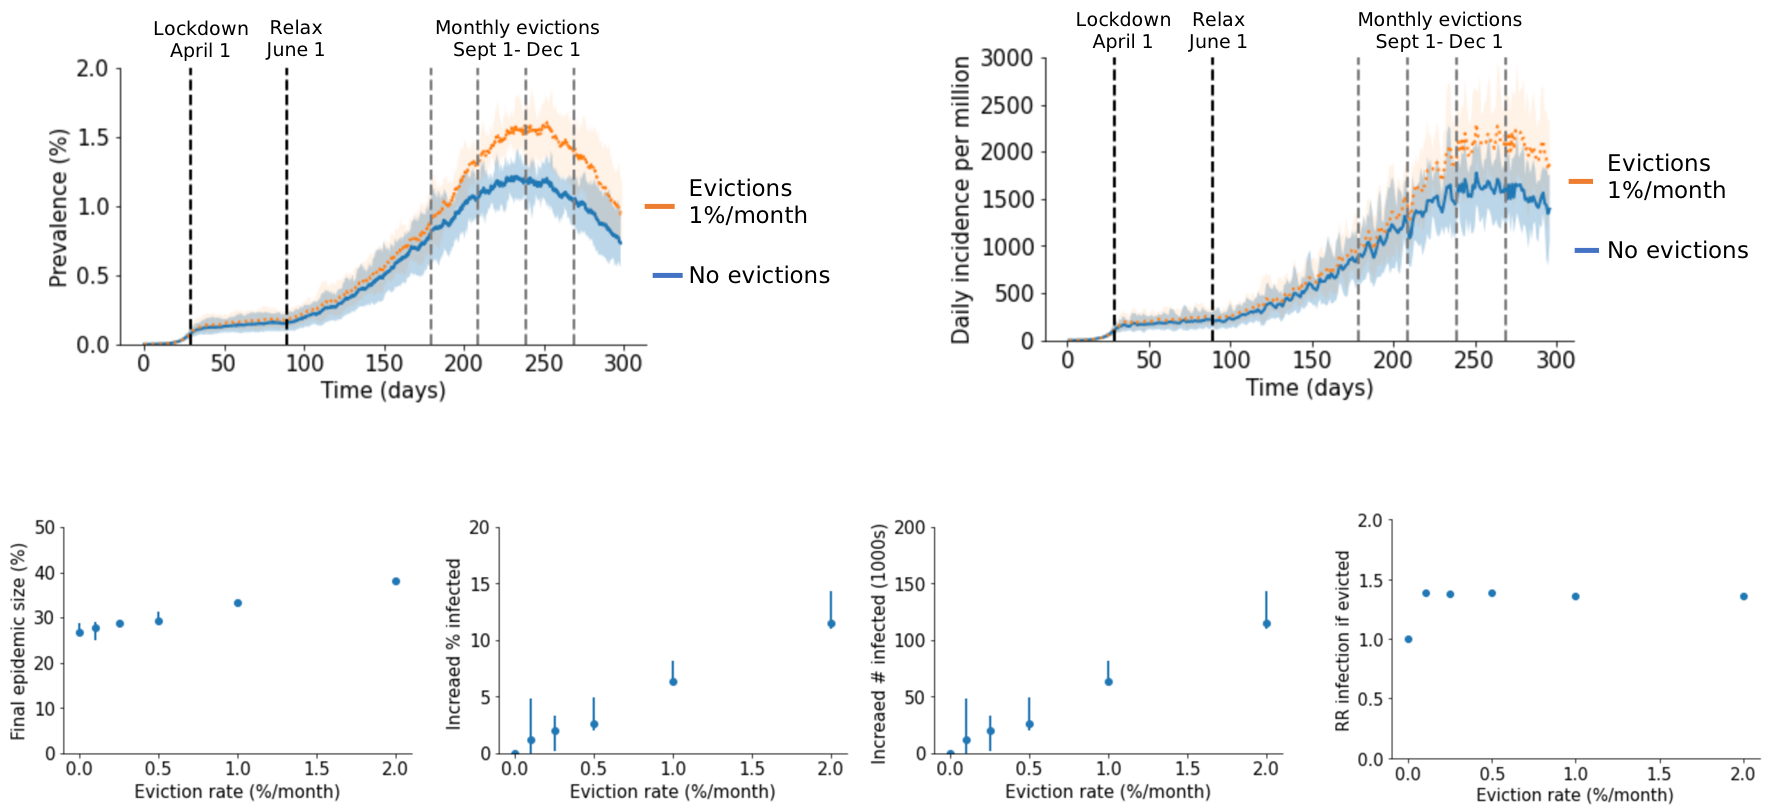 Lockdown
April 1
Relax
June 1
Monthly evictions
Sept 1- Dec 1
2.0
1.5
1.0
0.5
0.0
Prevalence (%)
0
50
100
150
200
250
300
Time (days)
Evictions
1%/month
No evictions
Lockdown
April 1
Relax
June 1
Monthly evictions
Sept 1- Dec 1
3000
2500
2000
1500
1000
500
0
Daily incidence per million
0
50
100
150
200
250
300
Time (days)
Evictions
1%/month
No evictions
50
40
30
20
10
0
Final epidemic size (%)
0.0
0.5
1.0
1.5
2.0
Eviction rate (%/month)
20
15
10
5
0
Increaed % infected
0.0
0.5
1.0
1.5
2.0
Eviction rate (%/month)
200
150
100
50
0
Increaed # infected (1000s)
0.0
0.5
1.0
1.5
2.0
Eviction rate (%/month)
2.0
1.5
1.0
0.5
0.0
RR infection if evicted
0.0
0.5
1.0
1.5
2.0
Eviction rate (%/month)